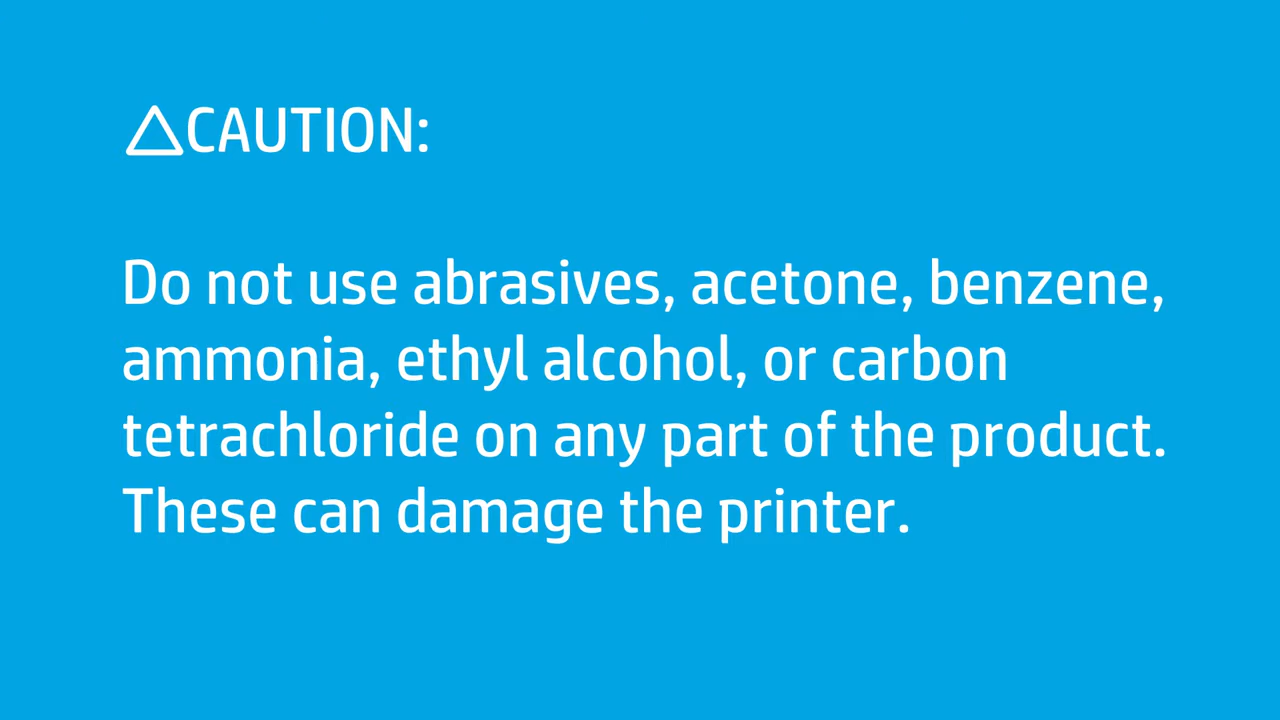 △CAUTION:
Do not use abrasives, acetone, benzene,
ammonia, ethyl alcohol, or carbon
tetrachloride on any part of the product.
These can damage the printer.